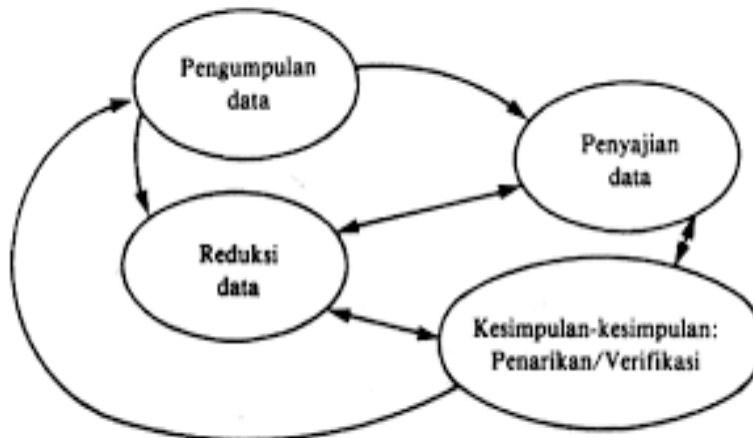 Pengumpulan
data
Penyajian
data
Reduksi
data
Kesimpulan-kesimpulan:
Penarikan/Verifikasi